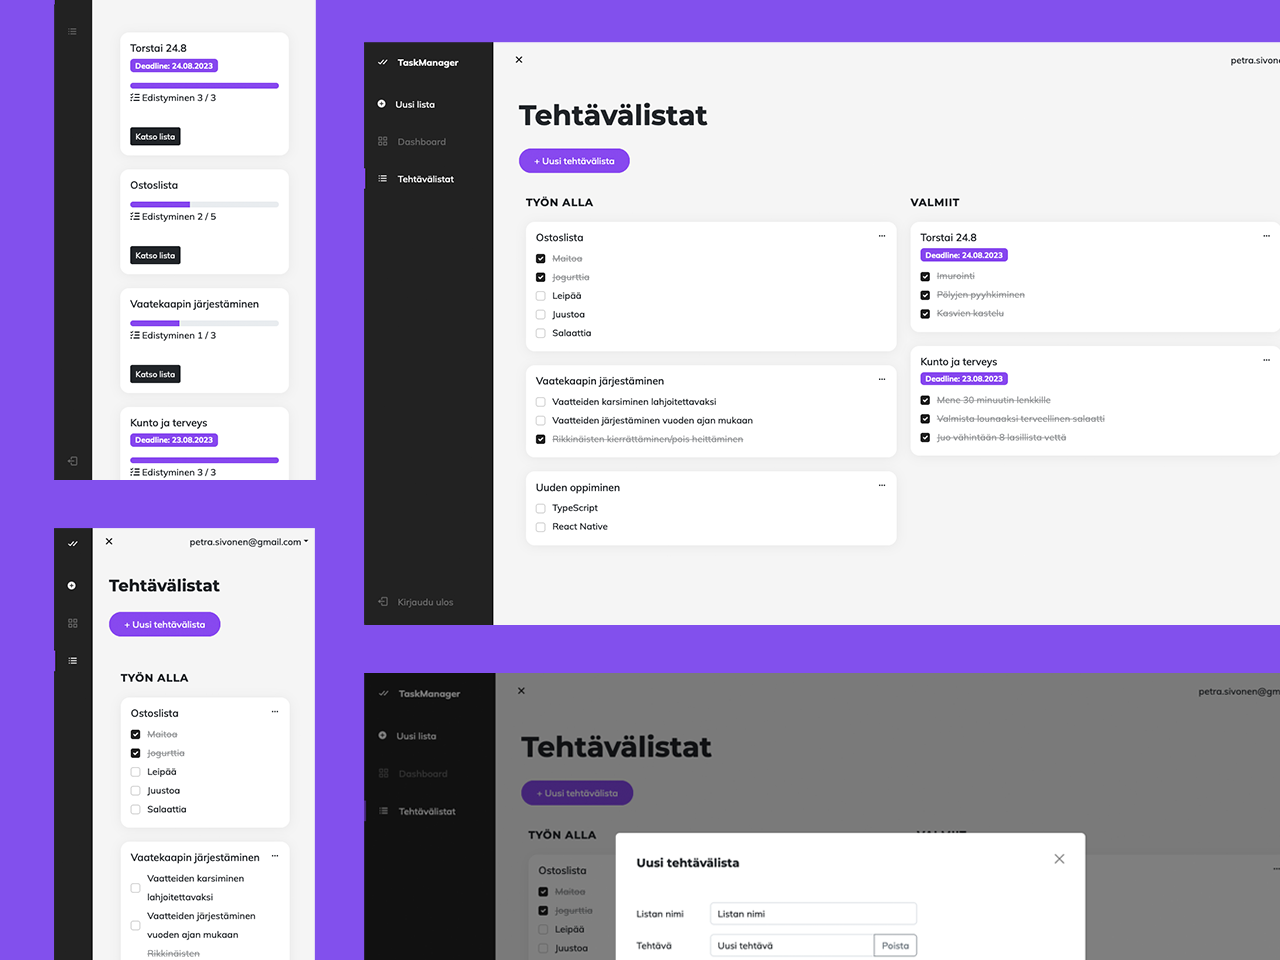 Torstai 24.8
Deadline: 24.08.2023
Edistyminen 3 / 3
Katso lista
Ostoslista
Edistyminen 2 / 5
Katso lista
Vaatekaapin järjestäminen
Edistyminen 1 / 3
Katso lista
Kunto ja terveys
Deadline: 23.08.2023
Edistyminen 3 / 3
TaskManager
Uusi lista
Dashboard
Tehtävälistat
Kirjaudu ulos
petra.sivone
Tehtävälistat
+ Uusi tehtävälista
TYÖN ALLA
Ostoslista
Maitoa
Jogurttia
Leipää
Juustoa
Salaattia
Vaatekaapin järjestäminen
Vaatteiden karsiminen lahjoitettavaksi
Vaatteiden järjestäminen vuoden ajan mukaan
Rikkinäisten kierrättäminen/pois heittäminen
Uuden oppiminen
TypeScript
React Native
VALMIIT
Torstai 24.8
Deadline: 24.08.2023
Imurointi
Pölyjen pyyhkiminen
Kasvien kastelu
Kunto ja terveys
Deadline: 23.08.2023
Mene 30 minuutin lenkkille
Valmista lounaaksi terveellinen salaatti
Juo vähintään 8 lasillista vettä
petra.sivonen@gmail.com
Tehtävälistat
+ Uusi tehtävälista
TYÖN ALLA
Ostoslista
Maitoa
Jogurttia
Leipää
Juustoa
Salaattia
Vaatekaapin järjestäminen
Vaatteiden karsiminen
lahjoitettavaksi
Vaatteiden järjestäminen
vuoden ajan mukaan
Rikkinäisten
TaskManager
Uusi lista
Dashboard
Tehtävälistat
petra.sivonen@gm
Tehtävälistat
+ Uusi tehtävälista
TYÖN ALLA
VALMIIT
Ostoslista
Maitoa
Jogurttia
Leipää
Juustoa
Uusi tehtävälista
Listan nimi
Listan nimi
Tehtävä
Uusi tehtävä
Poista